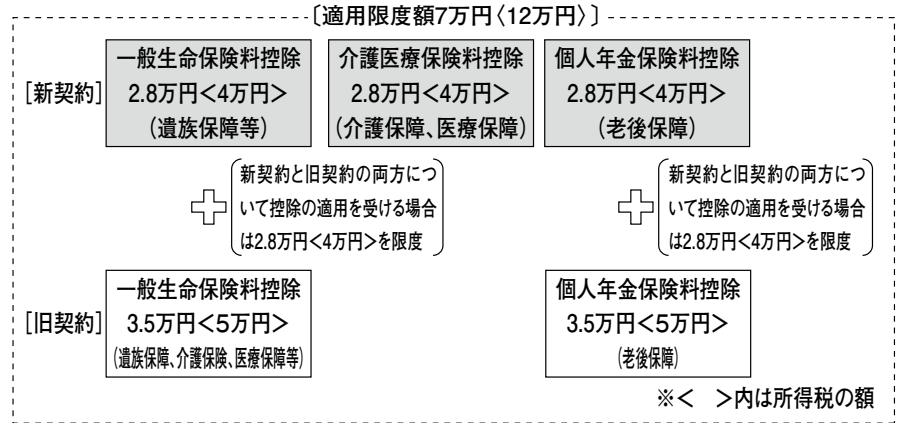 〔適用限度額7万円〈12万円〉〕
［新契約］
一般生命保険料控除
2.8万円<4万円>
(遺族保障等)
介護医療保険料控除
2.8万円<4万円>
(介護保障、医療保障)
個人年金保険料控除
2.8万円<4万円>
(老後保障)
新契約と旧契約の両方につ
いて控除の適用を受ける場合
は2.8万円<4万円>を限度
新契約と旧契約の両方につ
いて控除の適用を受ける場合
は2.8万円<4万円>を限度
［旧契約］
一般生命保険料控除
3.5万円<5万円>
(遺族保障、介護保険、医療保障等)
個人年金保険料控除
3.5万円<5万円>
(老後保障)
※<　>内は所得税の額